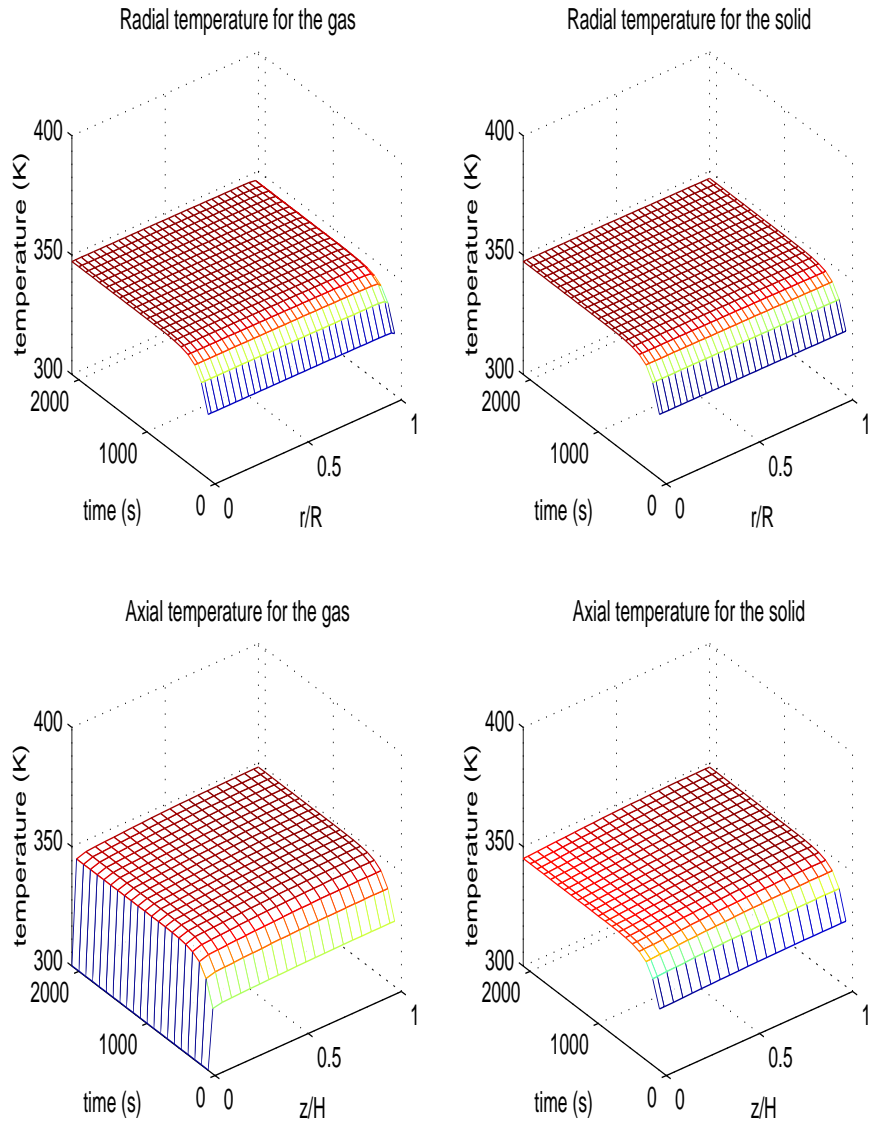 Radial temperature for the gas
Radial temperature for the solid
400
350
300
temperature (K)
2000
1000
0
time (s)
0
0.5
1
r/R
400
350
300
temperature (K)
2000
1000
0
time (s)
0
0.5
1
r/R
Axial temperature for the gas
Axial temperature for the solid
400
350
300
temperature (K)
2000
1000
0
time (s)
0
0.5
1
z/H
400
350
300
temperature (K)
2000
1000
0
time (s)
0
0.5
1
z/H